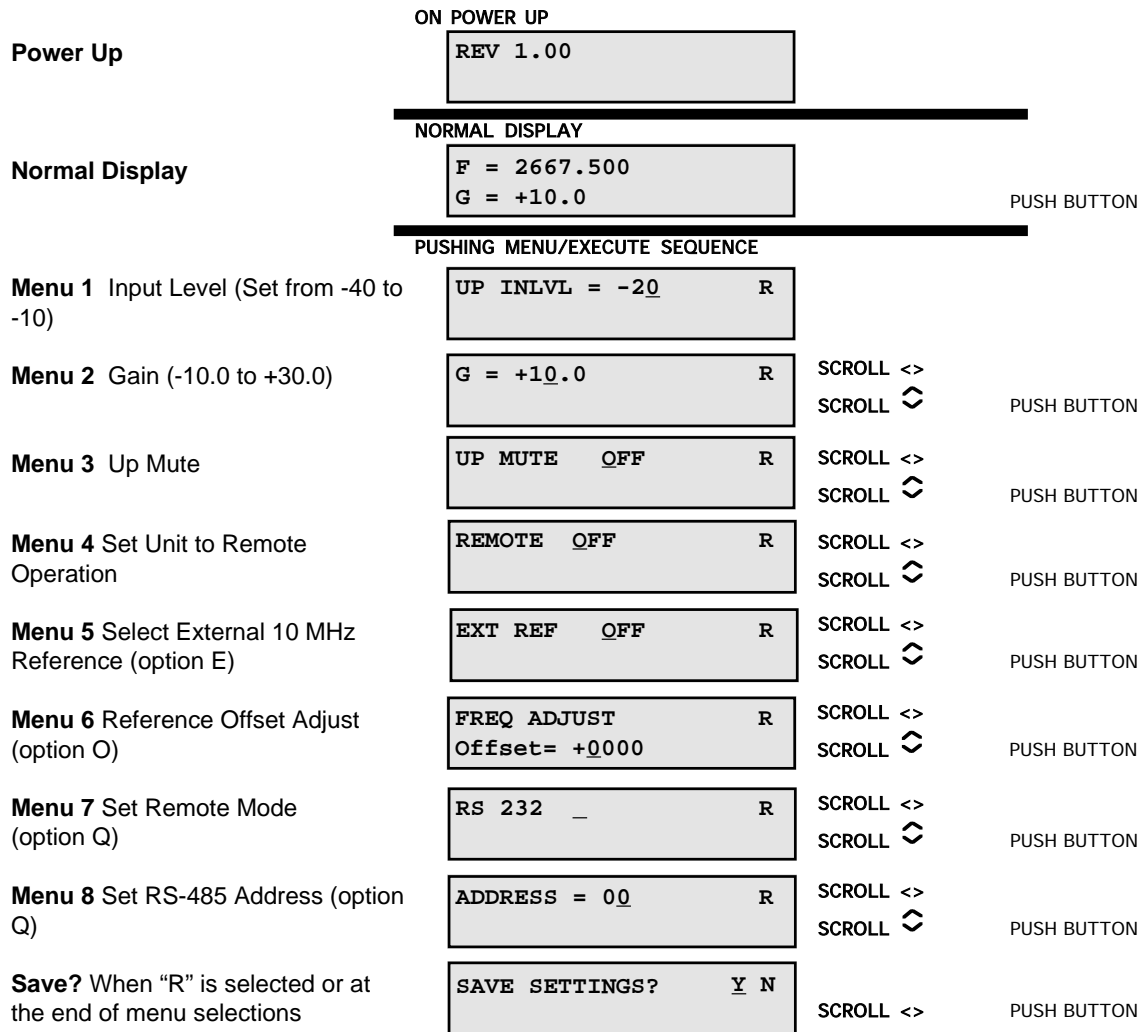 ON POWER UP
Power Up
REV 1.00
NORMAL DISPLAY
Normal Display
F = 2667.500
G = +10.0
PUSH BUTTON
PUSHING MENU/EXECUTE SEQUENCE
Menu 1 Input Level (Set from -40 to
-10)
UP INLVL = -20 R
Menu 2 Gain (-10.0 to +30.0)
G = +10.0 R
SCROLL <>
SCROLL
PUSH BUTTON
Menu 3 Up Mute
UP MUTE OFF R
SCROLL <>
SCROLL
PUSH BUTTON
Menu 4 Set Unit to Remote
Operation
REMOTE OFF R
SCROLL <>
SCROLL
PUSH BUTTON
Menu 5 Select External 10 MHz
Reference (option E)
EXT REF OFF R
SCROLL <>
SCROLL
PUSH BUTTON
Menu 6 Reference Offset Adjust
(option O)
FREQ ADJUST R
Offset= +0000
SCROLL <>
SCROLL
PUSH BUTTON
Menu 7 Set Remote Mode
(option Q)
RS 232 _ R
SCROLL <>
SCROLL
PUSH BUTTON
Menu 8 Set RS-485 Address (option
Q)
ADDRESS = 00 R
SCROLL <>
SCROLL
PUSH BUTTON
Save? When “R” is selected or at
the end of menu selections
SAVE SETTINGS? Y N
SCROLL <>
PUSH BUTTON